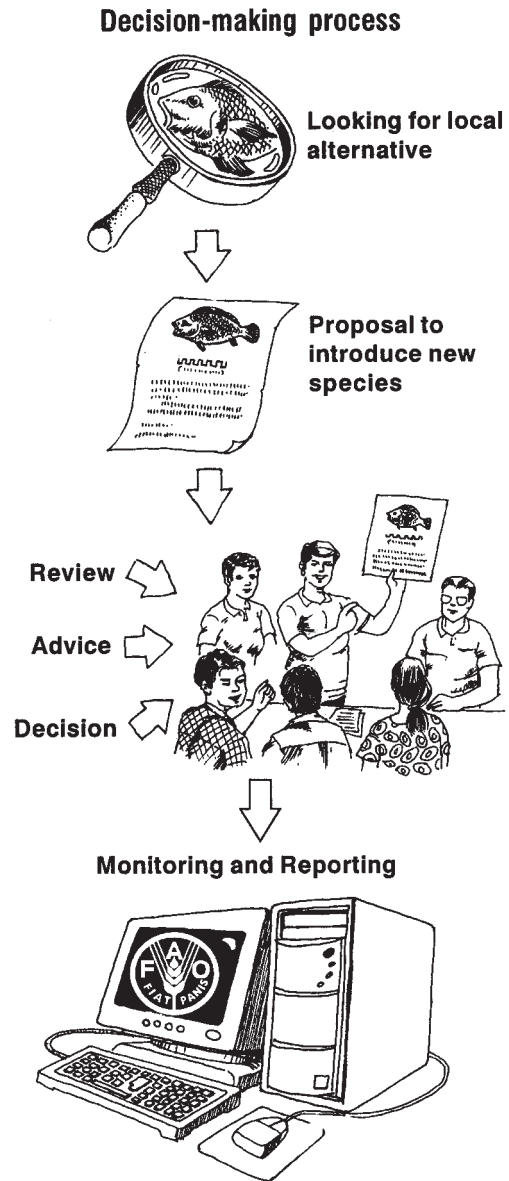 Decision-making process
Looking for local
alternative
Proposal to
introduce new
species
Review
Advice
Decision
Monitoring and Reporting
F A O
FIAT PANIS